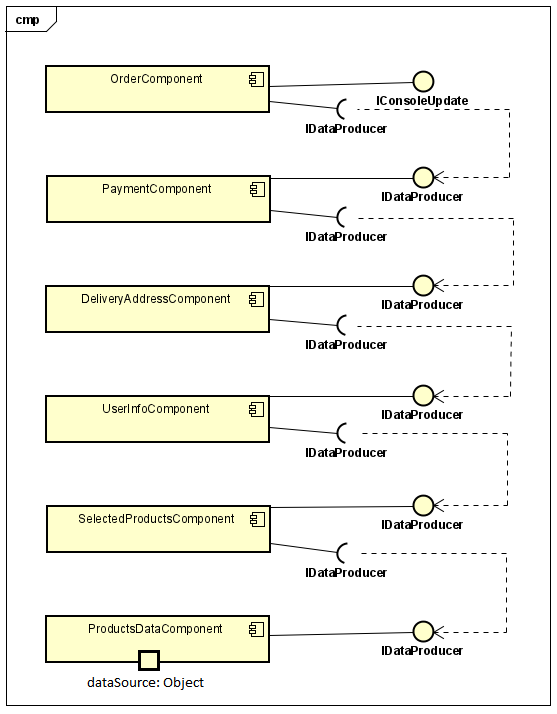 cmp
OrderComponent
IConsoleUpdate
IDataProducer
PaymentComponent
IDataProducer
IDataProducer
DeliveryAddressComponent
IDataProducer
IDataProducer
UserInfoComponent
IDataProducer
IDataProducer
SelectedProductsComponent
IDataProducer
IDataProducer
ProductsDataComponent
IDataProducer
dataSource: Object